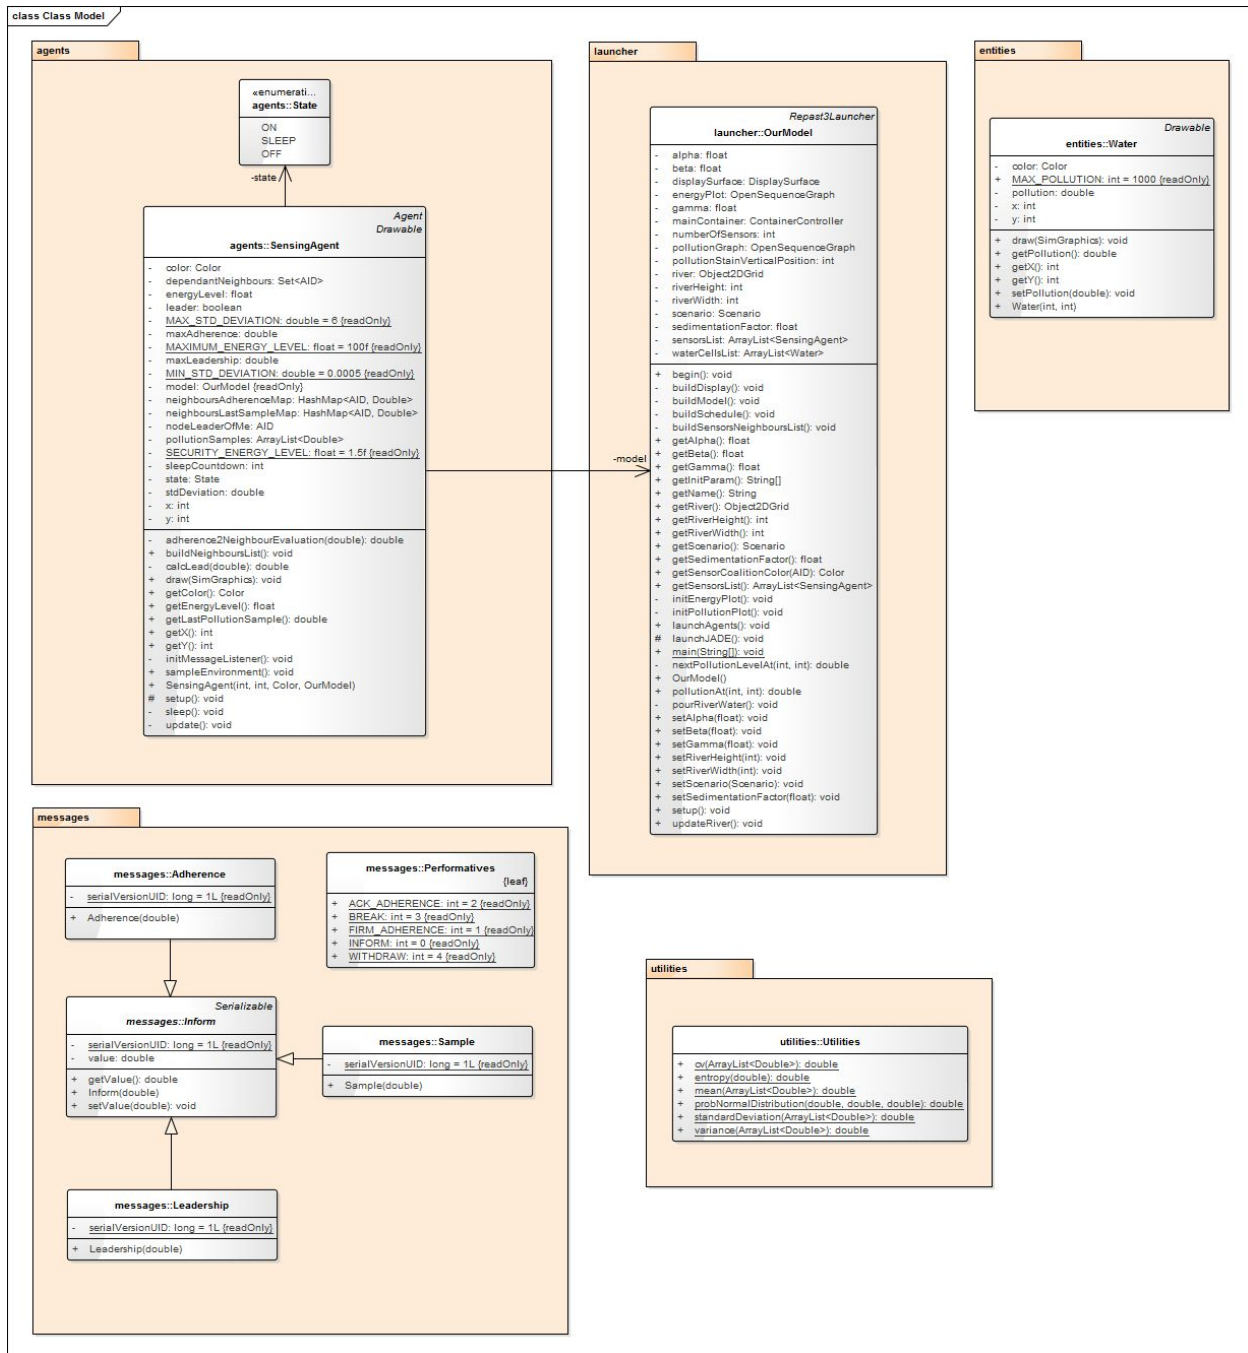 class Class Model
agents
«enumerati...
agents::State
ON
SLEEP
OFF
-state
Agent
Drawable
agents::SensingAgent
- color: Color
- dependantNeighbours: Set<AID>
- energyLevel: float
- leader: boolean
- MAX_STD_DEVIATION: double = 6 {readOnly}
- maxAdherence: double
- MAXIMUM_ENERGY_LEVEL: float = 100f {readOnly}
- maxLeadership: double
- MIN_STD_DEVIATION: double = 0.0005 {readOnly}
- model: OurModel {readOnly}
- neighboursAdherenceMap: HashMap<AID, Double>
- neighboursLastSampleMap: HashMap<AID, Double>
- nodeLeaderOfMe: AID
- pollutionSamples: ArrayList<Double>
- SECURITY_ENERGY_LEVEL: float = 1.5f {readOnly}
- sleepCountdown: int
- state: State
- stdDeviation: double
- x: int
- y: int
- adherence2NeighbourEvaluation(double): double
+ buildNeighboursList(): void
- calcLead(double): double
+ draw(SimGraphics): void
+ getColor(): Color
+ getEnergyLevel(): float
+ getLastPollutionSample(): double
+ getX(): int
+ getY(): int
- initMessageListener(): void
+ sampleEnvironment(): void
+ SensingAgent(int, int, Color, OurModel)
# setup(): void
- sleep(): void
- update(): void
-model
launcher
Repast3Launcher
launcher::OurModel
- alpha: float
- beta: float
- displaySurface: DisplaySurface
- energyPlot: OpenSequenceGraph
- gamma: float
- mainContainer: ContainerController
- numberOfSensors: int
- pollutionGraph: OpenSequenceGraph
- pollutionStainVerticalPosition: int
- river: Object2DGrid
- riverHeight: int
- riverWidth: int
- scenario: Scenario
- sedimentationFactor: float
- sensorsList: ArrayList<SensingAgent>
- waterCellsList: ArrayList<Water>
+ begin(): void
- buildDisplay(): void
- buildModel(): void
- buildSchedule(): void
- buildSensorsNeighboursList(): void
+ getAlpha(): float
+ getBeta(): float
+ getGamma(): float
+ getInitParam(): String[]
+ getName(): String
+ getRiver(): Object2DGrid
+ getRiverHeight(): int
+ getRiverWidth(): int
+ getScenario(): Scenario
+ getSedimentationFactor(): float
+ getSensorCoalitionColor(AID): Color
+ getSensorsList(): ArrayList<SensingAgent>
- initEnergyPlot(): void
- initPollutionPlot(): void
+ launchAgents(): void
# launchJADE(): void
+ main(String[]): void
- nextPollutionLevelAt(int, int): double
+ OurModel()
+ pollutionAt(int, int): double
- pourRiverWater(): void
+ setAlpha(float): void
+ setBeta(float): void
+ setGamma(float): void
+ setRiverHeight(int): void
+ setRiverWidth(int): void
+ setScenario(Scenario): void
+ setSedimentationFactor(float): void
+ setup(): void
+ updateRiver(): void
entities
Drawable
entities::Water
- color: Color
+ MAX_POLLUTION: int = 1000 {readOnly}
- pollution: double
- x: int
- y: int
+ draw(SimGraphics): void
+ getPollution(): double
+ getX(): int
+ getY(): int
+ setPollution(double): void
+ Water(int, int)
messages
messages::Adherence
- serialVersionUID: long = 1L {readOnly}
+ Adherence(double)
messages::Performatives
{leaf}
+ ACK_ADHERENCE: int = 2 {readOnly}
+ BREAK: int = 3 {readOnly}
+ FIRM_ADHERENCE: int = 1 {readOnly}
+ INFORM: int = 0 {readOnly}
+ WITHDRAW: int = 4 {readOnly}
Serializable
messages::Inform
- serialVersionUID: long = 1L {readOnly}
- value: double
+ getValue(): double
+ Inform(double)
+ setValue(double): void
messages::Sample
- serialVersionUID: long = 1L {readOnly}
+ Sample(double)
messages::Leadership
- serialVersionUID: long = 1L {readOnly}
+ Leadership(double)
utilities
utilities::Utilities
+ cv(ArrayList<Double>): double
+ entropy(double): double
+ mean(ArrayList<Double>): double
+ probNormalDistribution(double, double, double): double
+ standardDeviation(ArrayList<Double>): double
+ variance(ArrayList<Double>): double